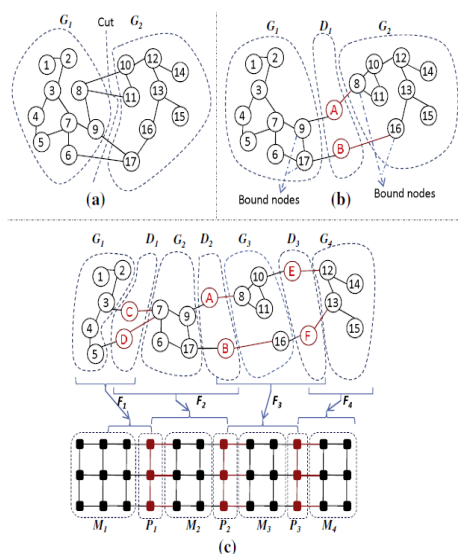 G1 Cut G2
1 2 3 4 5 6 7 8 9 10 11 12 13 14 15 16 17
(a)
G1 D1 G2
1 2 3 4 5 6 7 9 17 A B 8 10 11 12 13 14 15 16
Bound nodes
Bound nodes
(b)
G1 D1 G2 D2 G3 D3 G4
1 2 3 4 5 C D 7 6 9 17 A B 8 10 11 16 E F 12 13 14 15
F1 F2 F3 F4
M1 P1 M2 P2 M3 P3 M4
(c)